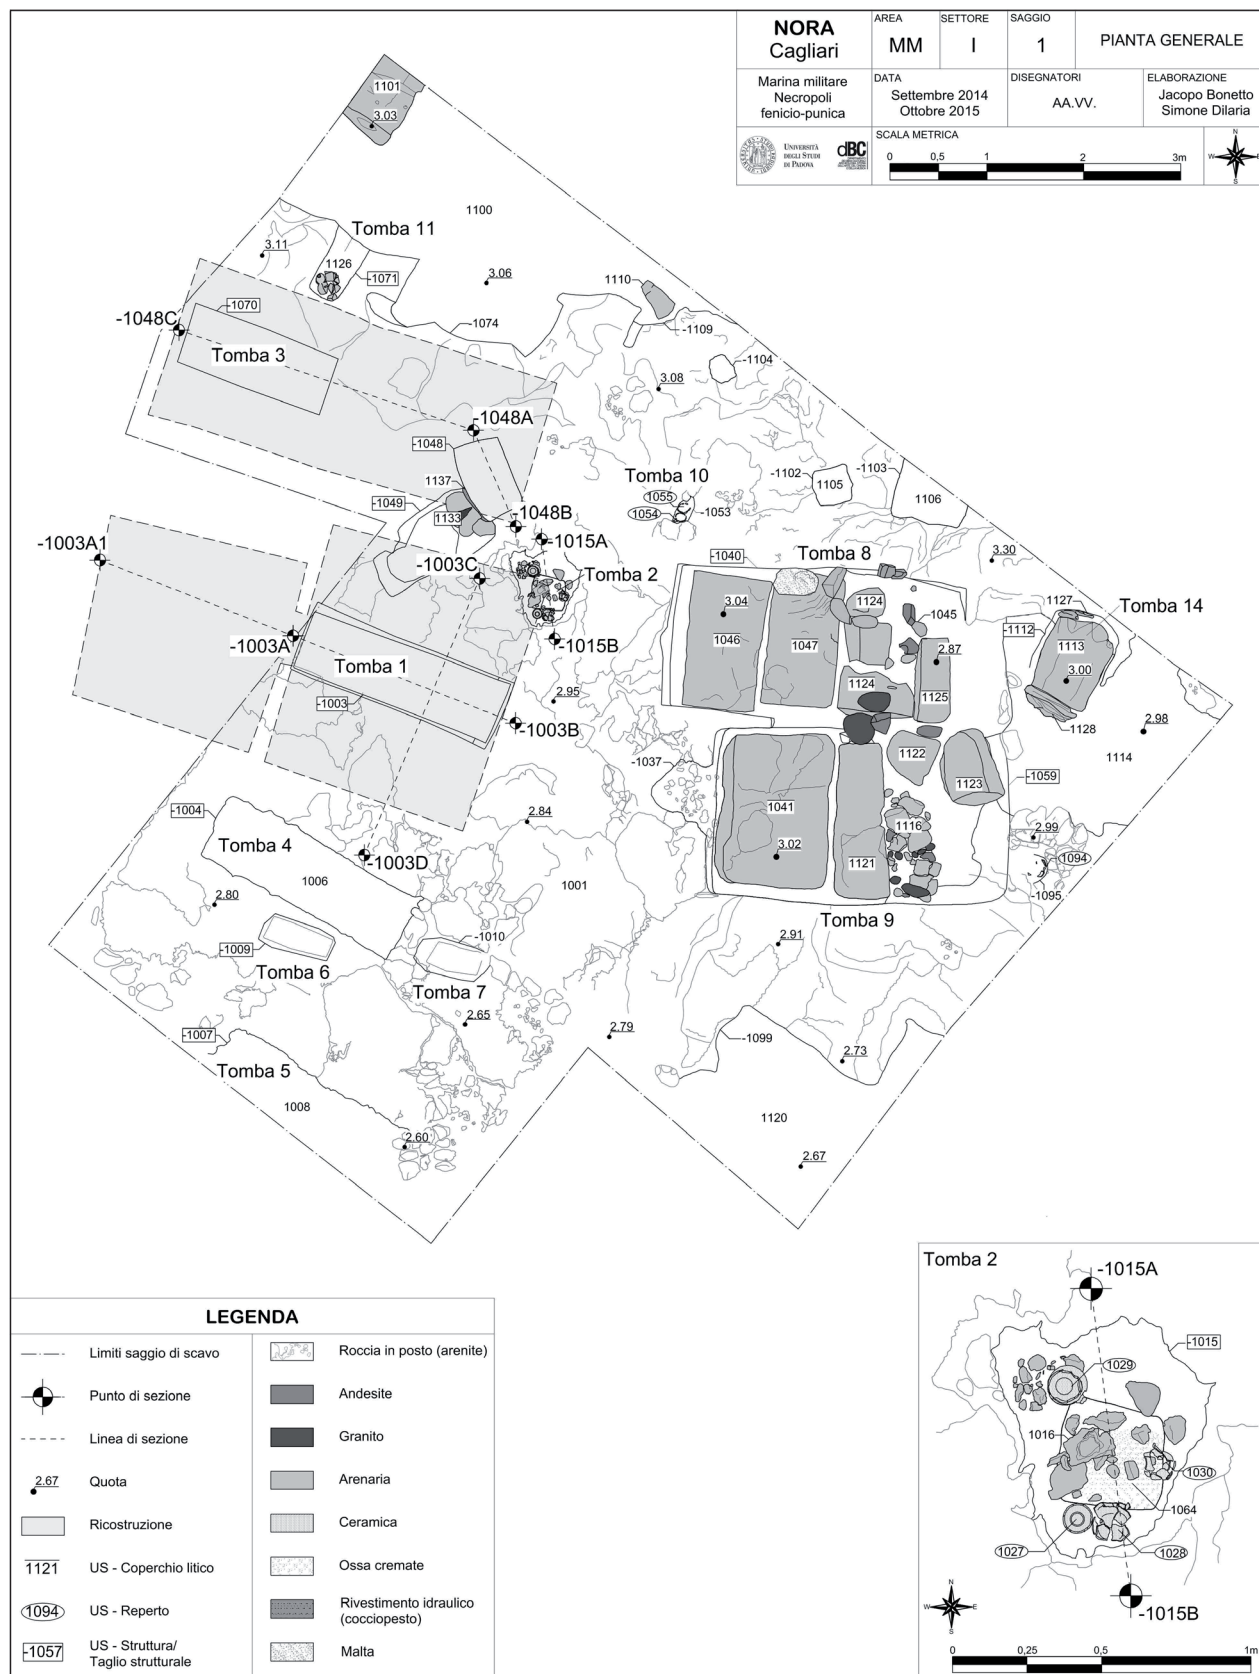 NORA
Cagliari
AREA
MM
SETTORE
I
SAGGIO
1
PIANTA GENERALE
Marina militare
Necropoli
fenicio-punica
DATA
Settembre 2014
Ottobre 2015
DISEGNATORI
AA.VV.
ELABORAZIONE
Jacopo Bonetto
Simone Dilaria
UNIVERSITÀ
DEGLI STUDI
DI PADOVA
dBC
SCALA METRICA
0 0,5 1 2 3m
N
W E
S
1101
3.03
1100
Tomba 11
3.11
1126
-1071
3.06
1110
-1070
-1048C
-1074
-1109
Tomba 3
-1104
3.08
-1048A
-1048
Tomba 10
-1102
-1103
1137
1055
1105
1106
-1049
1133
1054
-1053
-1048B
-1015A
-1003A1
-1040
Tomba 8
3.30
-1003C
Tomba 2
1124
1127
Tomba 14
3.04
-1045
-1112
-1003A
-1015B
1046
1047
1113
2.87
Tomba 1
3.00
1124
-1003
2.95
1125
2.98
-1003B
1128
1122
1114
-1037
1123
-1059
-1004
1041
2.84
1116
2.99
Tomba 4
-1003D
3.02
1121
1094
1006
1001
-1095
2.80
Tomba 9
-1009
-1010
2.91
Tomba 6
Tomba 7
2.65
2.79
-1007
-1099
2.73
Tomba 5
1008
1120
2.60
2.67
Tomba 2
-1015A
-1015
1029
1016
1030
1064
1027
1028
-1015B
N
W E
S
0 0,25 0,5 1m
LEGENDA
Limiti saggio di scavo
Punto di sezione
Linea di sezione
2.67 Quota
Ricostruzione
1121 US - Coperchio litico
1094 US - Reperto
-1057 US - Struttura/
Taglio strutturale
Roccia in posto (arenite)
Andesite
Granito
Arenaria
Ceramica
Ossa cremate
Rivestimento idraulico
(cocciopesto)
Malta